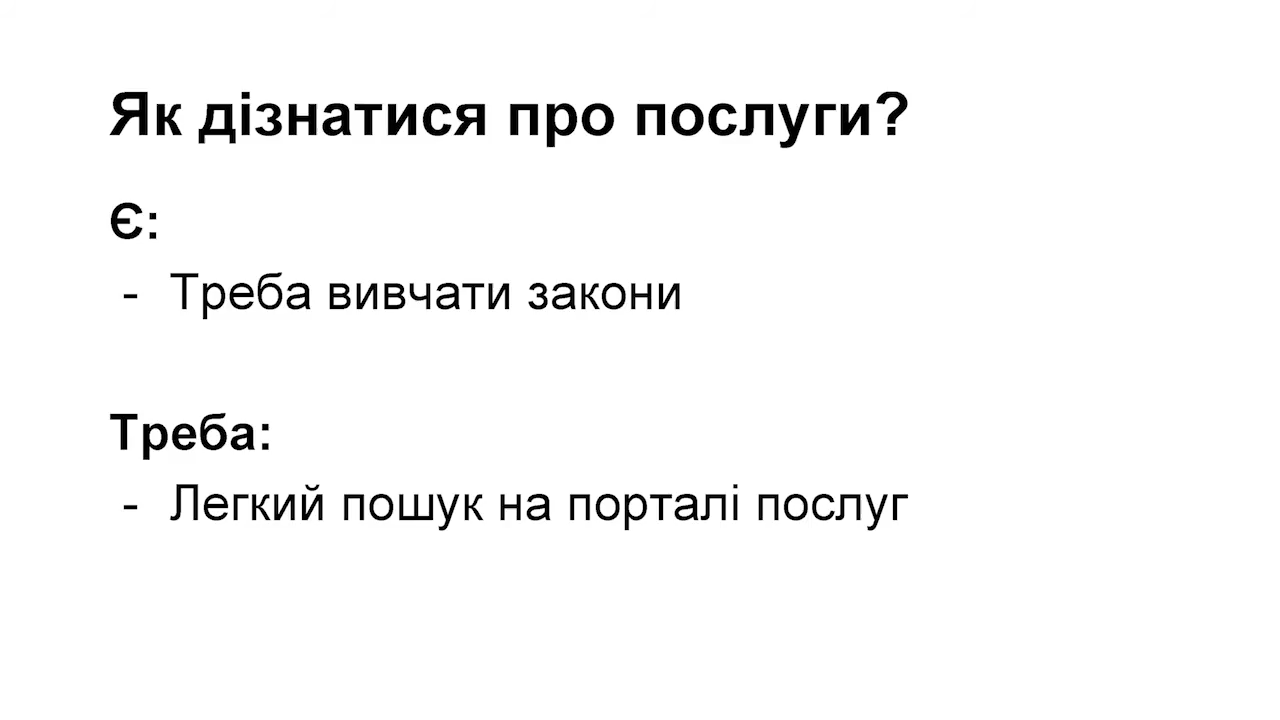 Як дізнатися про послуги?
Є:
- Треба вивчати закони
Треба:
- Легкий пошук на порталі послуг